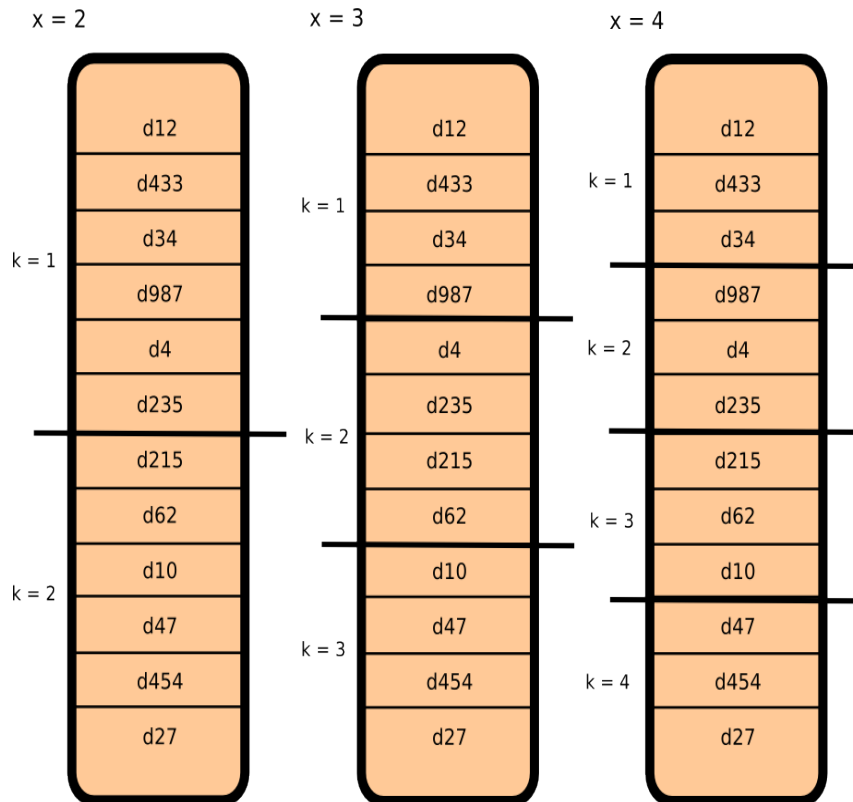 x = 2
d12
d433
d34
k = 1
d987
d4
d235
d215
d62
d10
k = 2
d47
d454
d27
x = 3
d12
d433
k = 1
d34
d987
d4
d235
k = 2
d215
d62
d10
d47
k = 3
d454
d27
x = 4
d12
k = 1
d433
d34
d987
k = 2
d4
d235
d215
d62
k = 3
d10
d47
k = 4
d454
d27